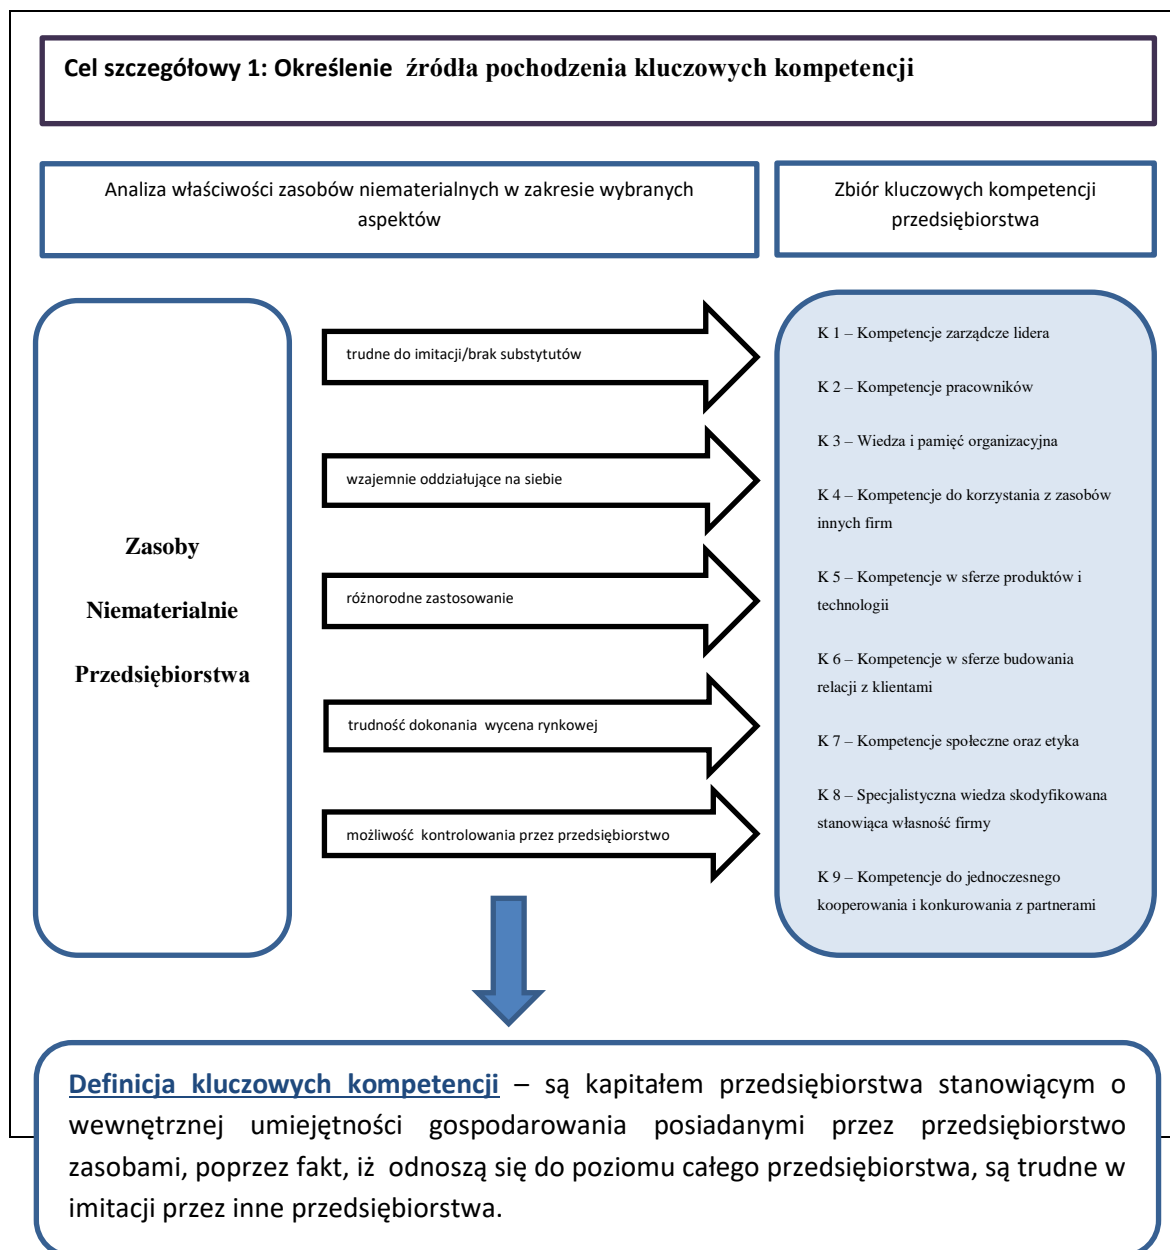 Cel szczegółowy 1: Określenie źródła pochodzenia kluczowych kompetencji
Analiza właściwości zasobów niematerialnych w zakresie wybranych
aspektów
Zbiór kluczowych kompetencji
przedsiębiorstwa
Zasoby
Niematerialnie
Przedsiębiorstwa
trudne do imitacji/brak substytutów
wzajemnie oddziałujące na siebie
różnorodne zastosowanie
trudność dokonania wycena rynkowej
możliwość kontrolowania przez przedsiębiorstwo
K 1 – Kompetencje zarządcze lidera
K 2 – Kompetencje pracowników
K 3 – Wiedza i pamięć organizacyjna
K 4 – Kompetencje do korzystania z zasobów
innych firm
K 5 – Kompetencje w sferze produktów i
technologii
K 6 – Kompetencje w sferze budowania
relacji z klientami
K 7 – Kompetencje społeczne oraz etyka
K 8 – Specjalistyczna wiedza skodyfikowana
stanowiąca własność firmy
K 9 – Kompetencje do jednoczesnego
kooperowania i konkurowania z partnerami
Definicja kluczowych kompetencji – są kapitałem przedsiębiorstwa stanowiącym o
wewnętrznej umiejętności gospodarowania posiadanymi przez przedsiębiorstwo
zasobami, poprzez fakt, iż odnoszą się do poziomu całego przedsiębiorstwa, są trudne w
imitacji przez inne przedsiębiorstwa.